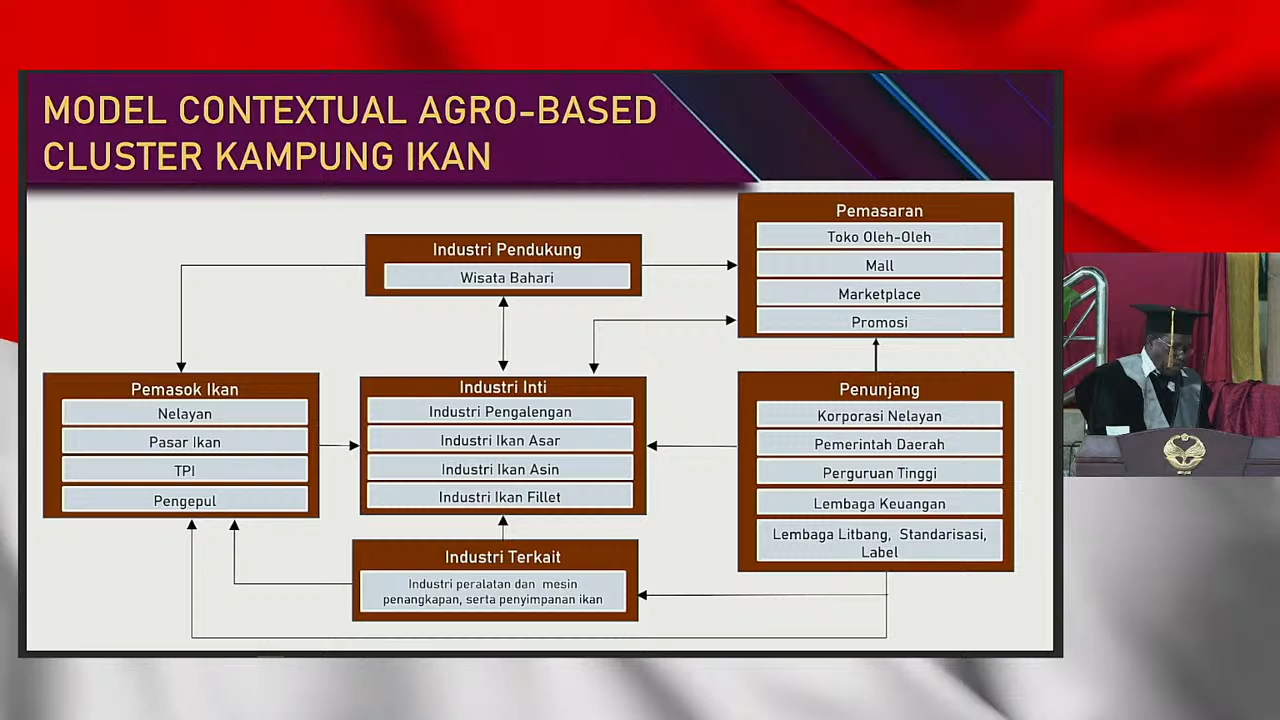 MODEL CONTEXTUAL AGRO-BASED
CLUSTER KAMPUNG IKAN
Industri Pendukung
Wisata Bahari
Pemasaran
Toko Oleh-Oleh
Mall
Marketplace
Promosi
Pemasok Ikan
Nelayan
Pasar Ikan
TPI
Pengepul
Industri Inti
Industri Pengalengan
Industri Ikan Asar
Industri Ikan Asin
Industri Ikan Fillet
Penunjang
Korporasi Nelayan
Pemerintah Daerah
Perguruan Tinggi
Lembaga Keuangan
Lembaga Litbang, Standarisasi,
Label
Industri Terkait
Industri peralatan dan mesin
penangkapan, serta penyimpanan ikan